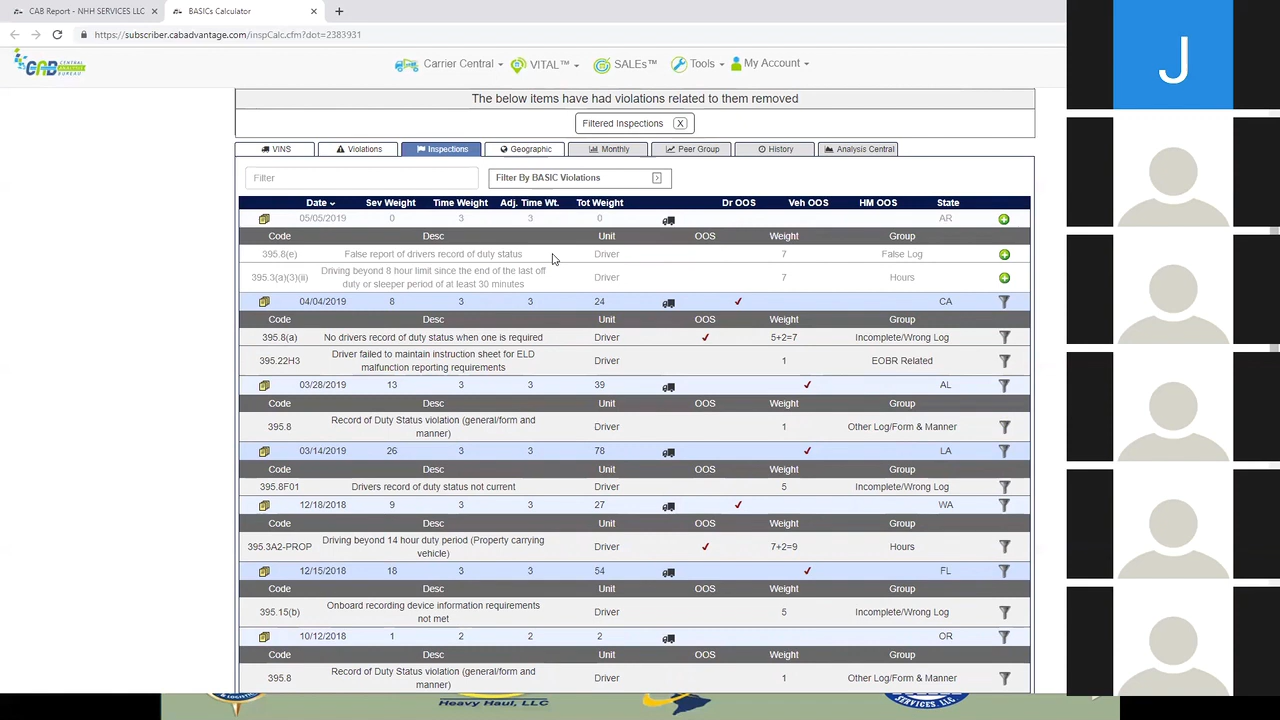 CAB Report - NHH SERVICES LLC
BASICs Calculator
https://subscriber.cabadvantage.com/inspCalc.cfm?dot=2383931
CAB CENTRAL ANALYSIS BUREAU
Carrier Central
VITAL™
SALEs™
Tools
My Account
The below items have had violations related to them removed
Filtered Inspections X
VINS Violations Inspections Geographic Monthly Peer Group History Analysis Central
Filter Filter By BASIC Violations
Date Sev Weight Time Weight Adj. Time Wt. Tot Weight Dr OOS Veh OOS HM OOS State
05/05/2019 0 3 3 0 AR
Code Desc Unit OOS Weight Group
395.8(e) False report of drivers record of duty status Driver 7 False Log
395.3(a)(3)(ii) Driving beyond 8 hour limit since the end of the last off Driver 7 Hours
duty or sleeper period of at least 30 minutes
04/04/2019 8 3 3 24 ✓ CA
Code Desc Unit OOS Weight Group
395.8(a) No drivers record of duty status when one is required Driver ✓ 5+2=7 Incomplete/Wrong Log
395.22H3 Driver failed to maintain instruction sheet for ELD Driver 1 EOBR Related
malfunction reporting requirements
03/28/2019 13 3 3 39 ✓ AL
Code Desc Unit OOS Weight Group
395.8 Record of Duty Status violation (general/form and Driver 1 Other Log/Form & Manner
manner)
03/14/2019 26 3 3 78 ✓ LA
Code Desc Unit OOS Weight Group
395.8F01 Drivers record of duty status not current Driver 5 Incomplete/Wrong Log
12/18/2018 9 3 3 27 ✓ WA
Code Desc Unit OOS Weight Group
395.3A2-PROP Driving beyond 14 hour duty period (Property carrying Driver ✓ 7+2=9 Hours
vehicle)
12/15/2018 18 3 3 54 ✓ FL
Code Desc Unit OOS Weight Group
395.15(b) Onboard recording device information requirements Driver 5 Incomplete/Wrong Log
not met
10/12/2018 1 2 2 2 OR
Code Desc Unit OOS Weight Group
395.8 Record of Duty Status violation (general/form and Driver 1 Other Log/Form & Manner
manner)
J
Heavy Haul, LLC
SERVICES, LLC